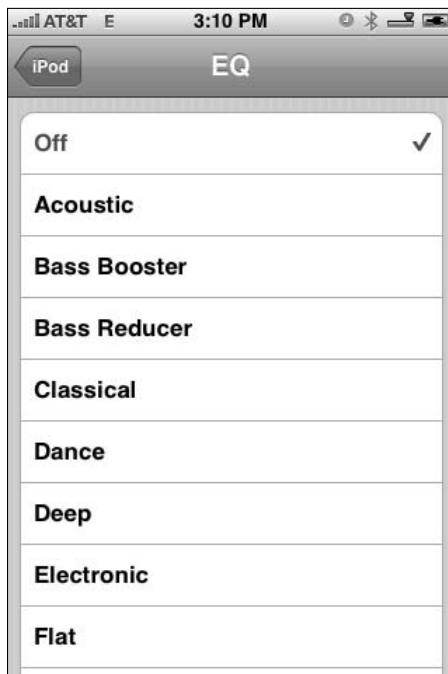 AT&T E 3:10 PM
iPod EQ
Off
Acoustic
Bass Booster
Bass Reducer
Classical
Dance
Deep
Electronic
Flat